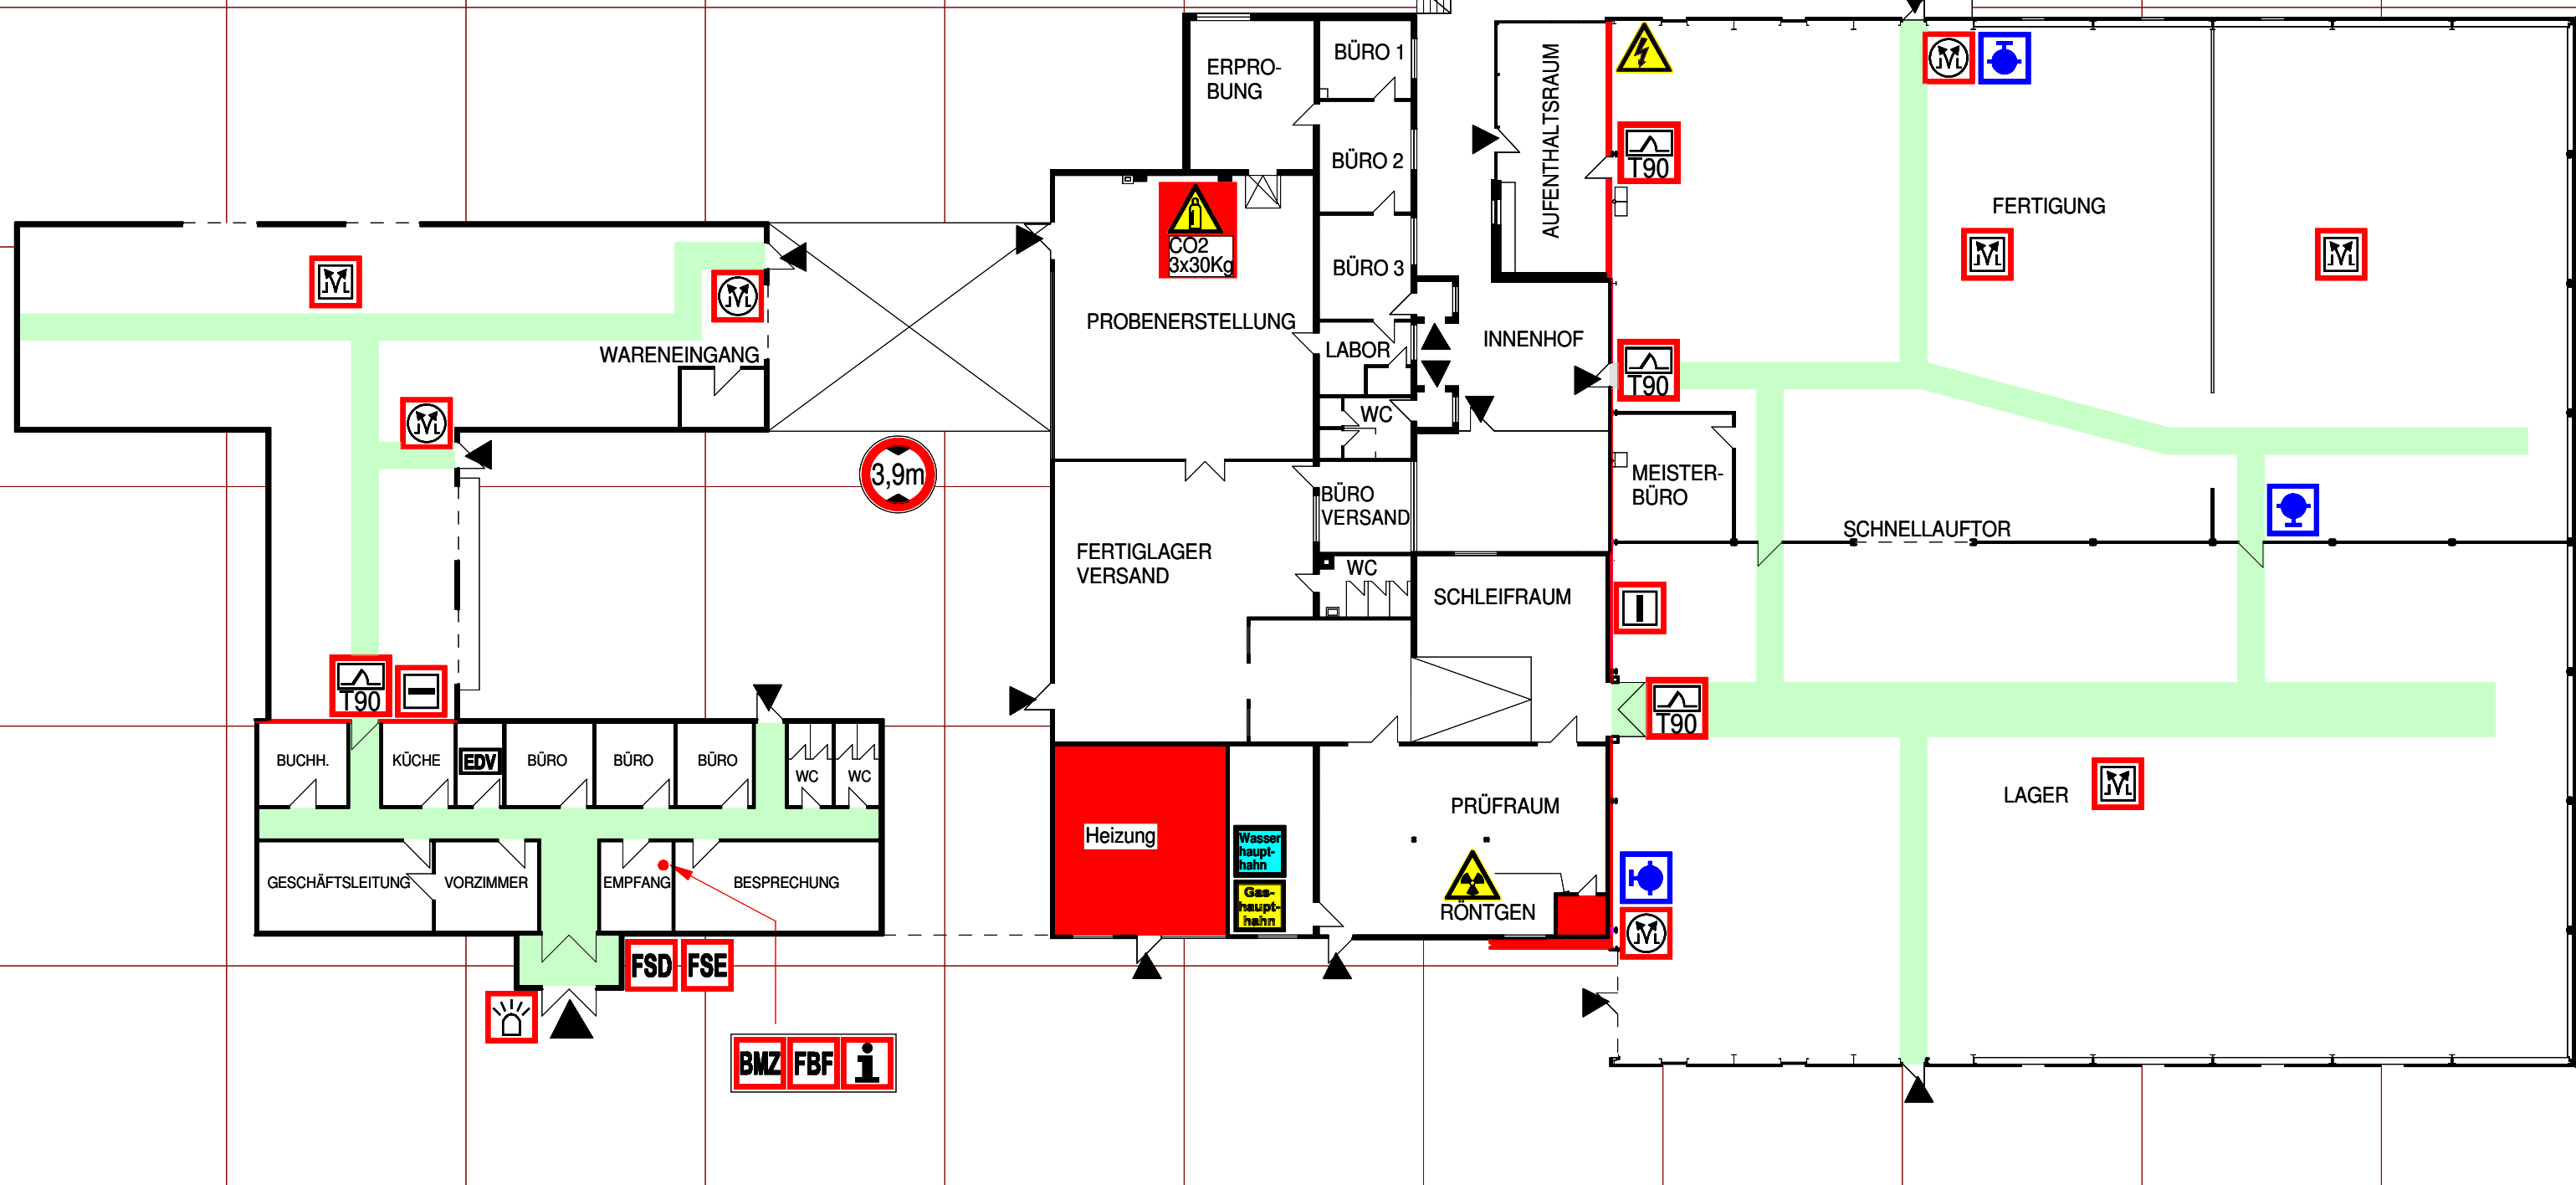 ERPRO-
BUNG
BÜRO 1
BÜRO 2
BÜRO 3
AUFENTHALTSRAUM
T90
FERTIGUNG
CO2
3x30Kg
PROBENERSTELLUNG
LABOR
INNENHOF
T90
WARENEINGANG
WC
3,9m
BÜRO
VERSAND
MEISTER-
BÜRO
SCHNELLAUFTOR
FERTIGLAGER
VERSAND
WC
SCHLEIFRAUM
T90
T90
BUCHH.
KÜCHE
EDV
BÜRO
BÜRO
BÜRO
WC
WC
LAGER
PRÜFRAUM
Heizung
Wasser
haupt-
hahn
Gas-
haupt-
hahn
RÖNTGEN
GESCHÄFTSLEITUNG
VORZIMMER
EMPFANG
BESPRECHUNG
FSD
FSE
BMZ
FBF
i